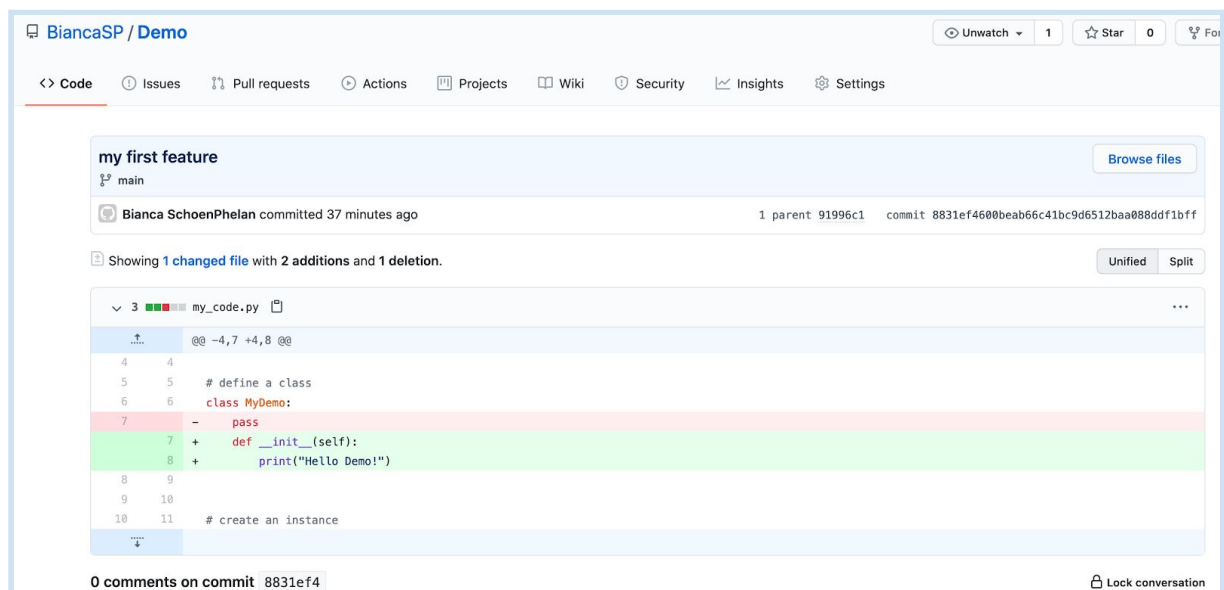 BiancaSP / Demo
Unwatch 1 Star 0
Code Issues Pull requests Actions Projects Wiki Security Insights Settings
my first feature
Browse files
main
Bianca SchoenPhelan committed 37 minutes ago
1 parent 91996c1 commit 8831ef4600beab66c41bc9d6512baa088ddf1bff
Showing 1 changed file with 2 additions and 1 deletion.
Unified Split
3 my_code.py
@@ -4,7 +4,8 @@
4 4
5 5 # define a class
6 6 class MyDemo:
7 - pass
7 + def __init__(self):
8 + print("Hello Demo!")
8 9
9 10
10 11 # create an instance
0 comments on commit 8831ef4
Lock conversation